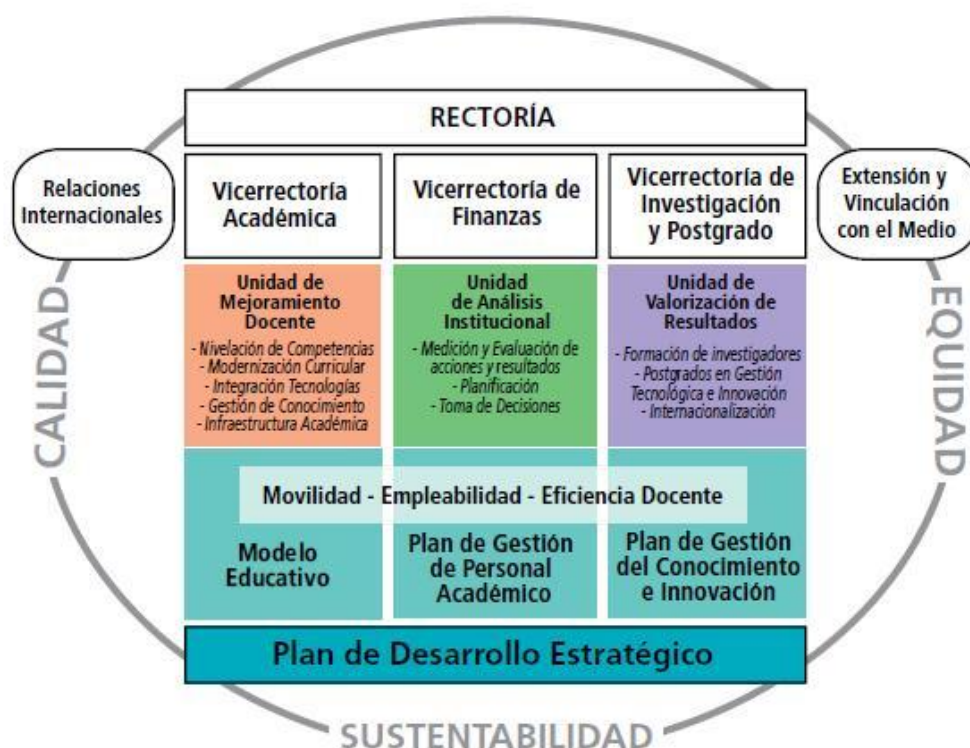 RECTORÍA
Relaciones
Internacionales
Vicerrectoría
Académica
Vicerrectoría de
Finanzas
Vicerrectoría de
Investigación
y Postgrado
Extensión y
Vinculación
con el Medio
CALIDAD
Unidad de
Mejoramiento
Docente
- Nivelación de Competencias
- Modernización Curricular
- Integración Tecnologías
- Gestión de Conocimiento
- Infraestructura Académica
Unidad
de Análisis
Institucional
- Medición y Evaluación de
acciones y resultados
- Planificación
- Toma de Decisiones
Unidad de
Valorización de
Resultados
- Formación de investigadores
- Postgrados en Gestión
Tecnológica e Innovación
- Internacionalización
EQUIDAD
Movilidad - Empleabilidad - Eficiencia Docente
Modelo
Educativo
Plan de Gestión
de Personal
Académico
Plan de Gestión
del Conocimiento
e Innovación
Plan de Desarrollo Estratégico
SUSTENTABILIDAD